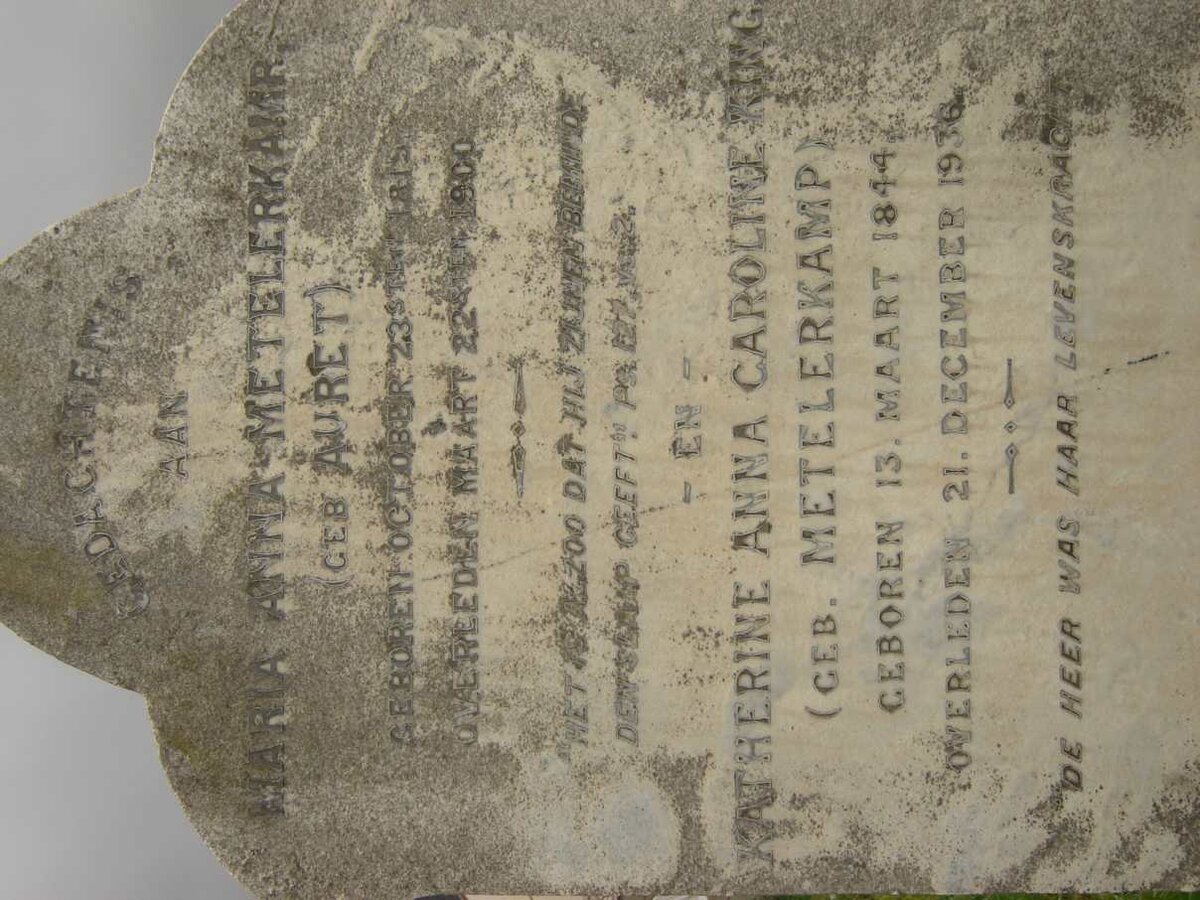 GEDACHTENIS
AAN
MARIA ANNA METELERKAMP
(GEB AURET)
GEBOREN OCTOBER 23STEN 1815
OVERLEDEN MAART 22STEN 1900
"HET IS ALZOO DAT HIJ ZIJNEN BEMINDE
DEN SLAAP GEEFT" PS. 127. VS. 2.
- EN -
KATHERINE ANNA CAROLINE KING
(GEB. METELERKAMP)
GEBOREN 13. MAART 1844.
OVERLEDEN 21. DECEMBER 1936.
DE HEER WAS HAAR LEVENSKRACHT